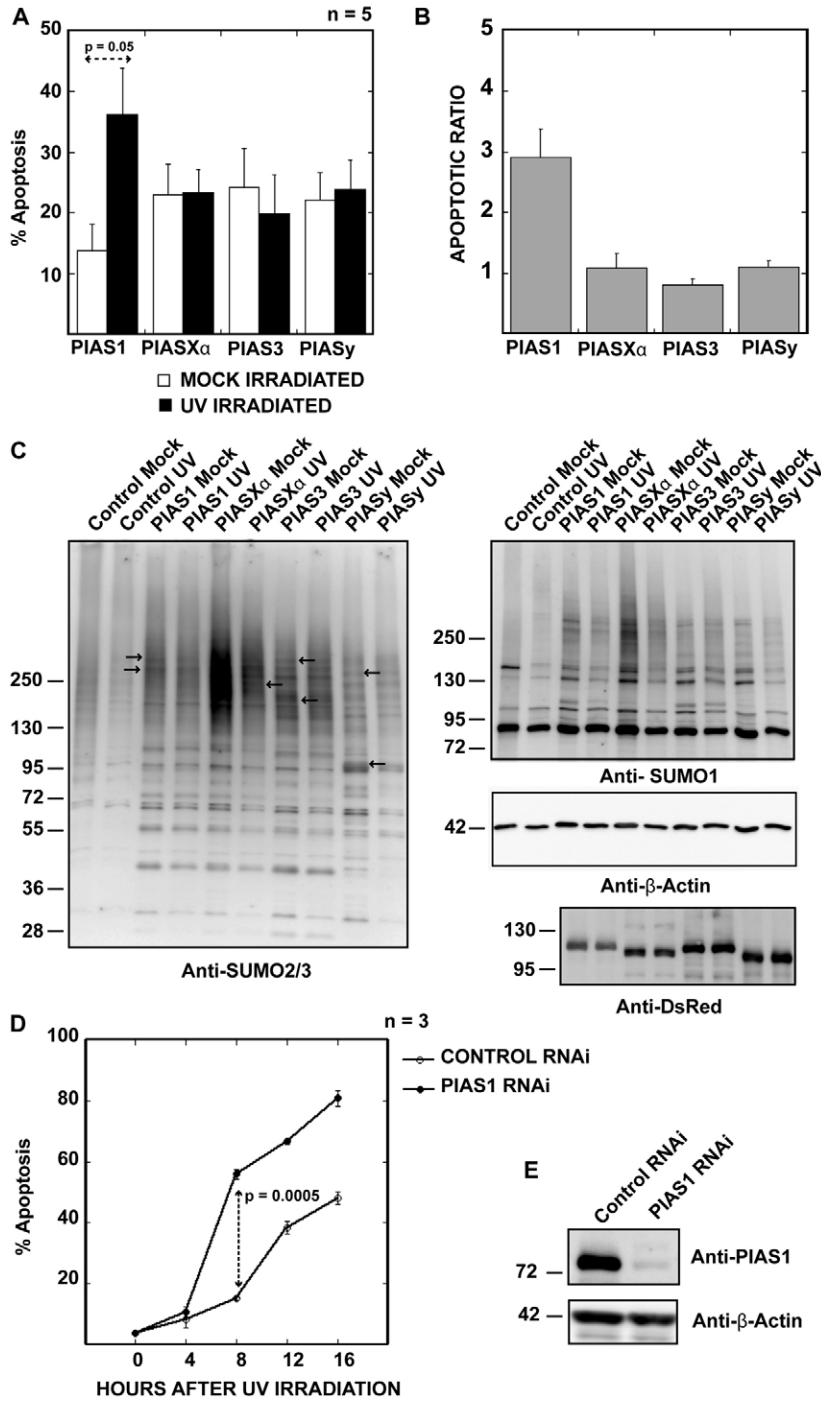 A
n = 5
p = 0.05
% Apoptosis
50
40
30
20
10
PIAS1 PIASXα PIAS3 PIASy
MOCK IRRADIATED
UV IRRADIATED
B
APOPTOTIC RATIO
5
4
3
2
1
PIAS1 PIASXα PIAS3 PIASy
C
Control Mock
Control UV
PIAS1 Mock
PIAS1 UV
PIASXα Mock
PIASXα UV
PIAS3 Mock
PIAS3 UV
PIASy Mock
PIASy UV
250
130
95
72
55
36
28
Anti-SUMO2/3
Control Mock
Control UV
PIAS1 Mock
PIAS1 UV
PIASXα Mock
PIASXα UV
PIAS3 Mock
PIAS3 UV
PIASy Mock
PIASy UV
250
130
95
72
Anti- SUMO1
42
Anti-β-Actin
130
95
Anti-DsRed
D
n = 3
% Apoptosis
100
80
60
40
20
p = 0.0005
0 4 8 12 16
HOURS AFTER UV IRRADIATION
CONTROL RNAi
PIAS1 RNAi
E
Control RNAi
PIAS1 RNAi
72
Anti-PIAS1
42
Anti-β-Actin